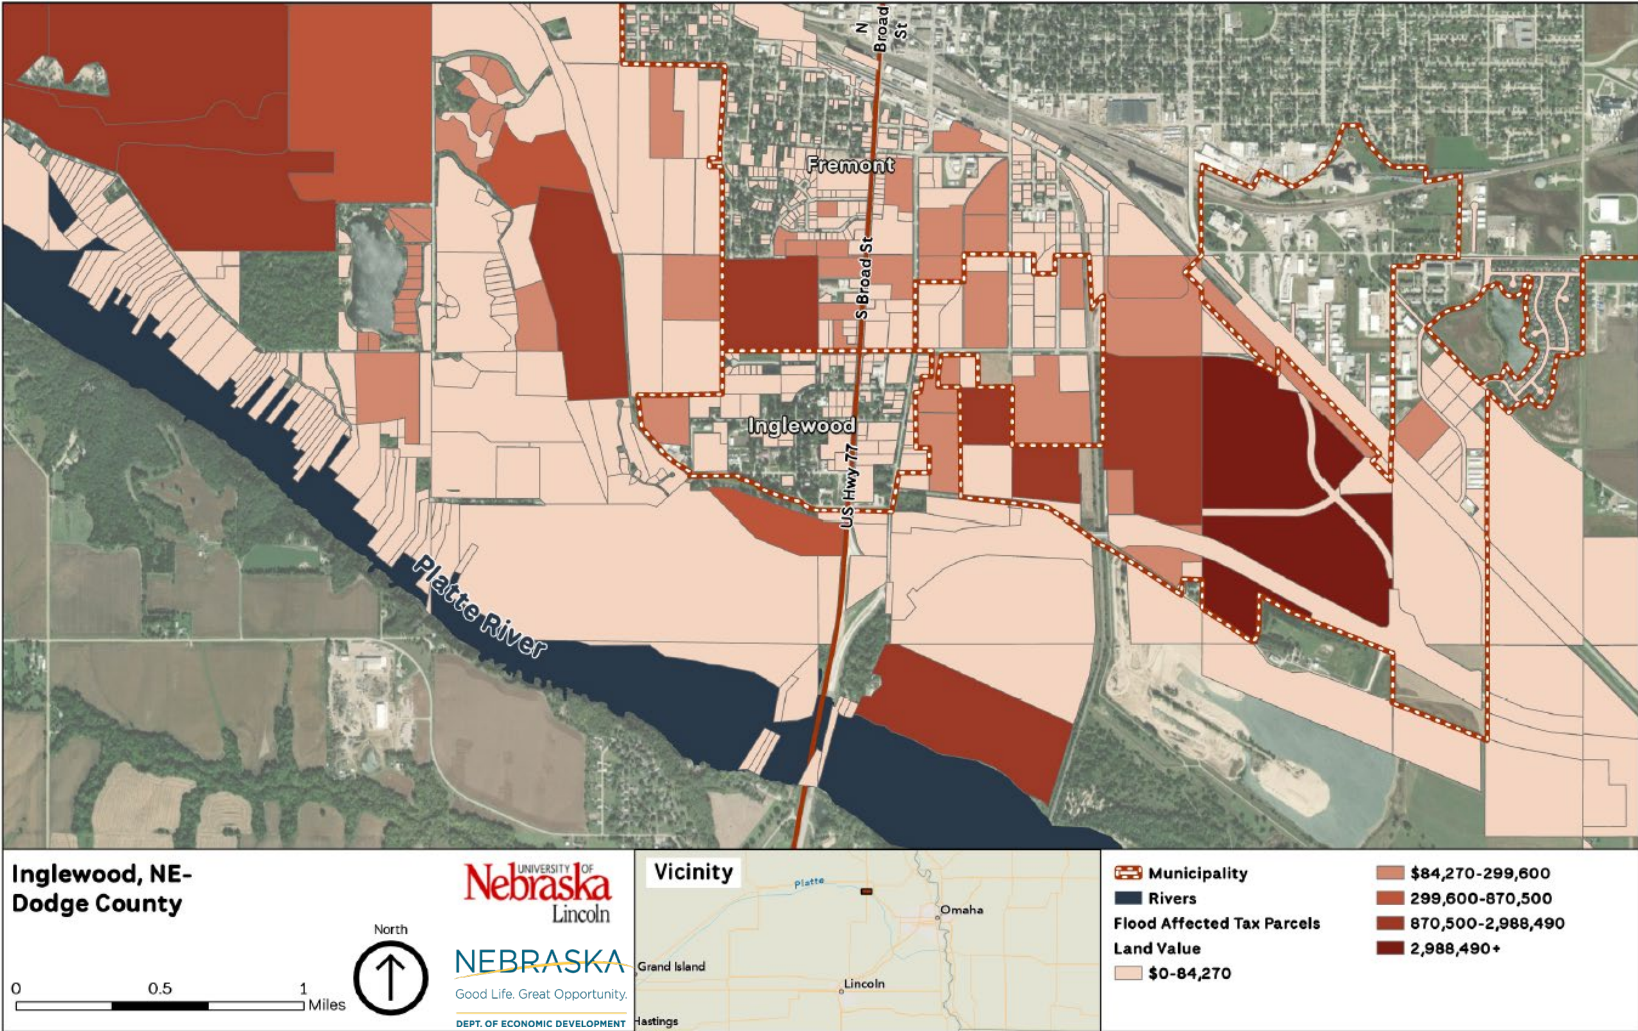 N
Broad
St
Fremont
S Broad St
Inglewood
US Hwy 77
Platte River
Inglewood, NE-
Dodge County
UNIVERSITY OF
Nebraska
Lincoln
North
NEBRASKA
Good Life. Great Opportunity.
DEPT. OF ECONOMIC DEVELOPMENT
0 0.5 1
Miles
Vicinity
Platte
Omaha
Grand Island
Lincoln
Hastings
Municipality
Rivers
Flood Affected Tax Parcels
Land Value
$0-84,270
$84,270-299,600
299,600-870,500
870,500-2,988,490
2,988,490+